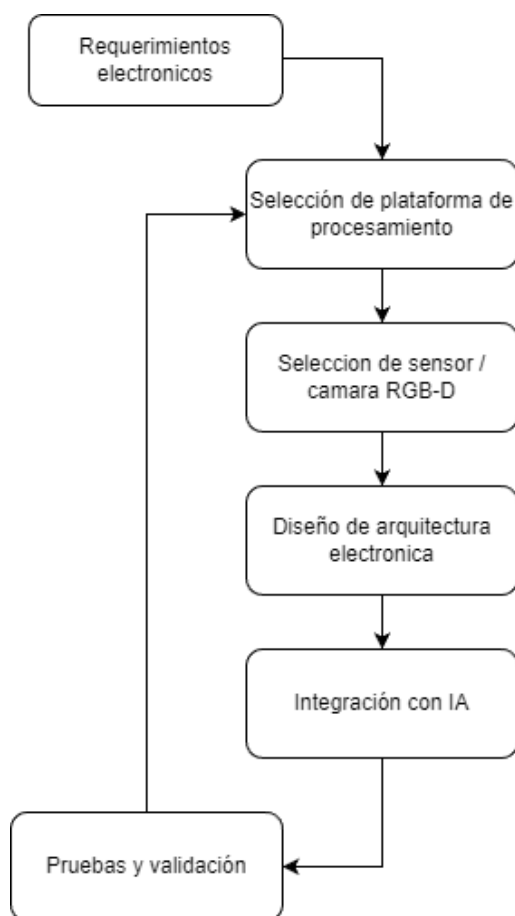 Requerimientos
electronicos
Selección de plataforma de
procesamiento
Seleccion de sensor /
camara RGB-D
Diseño de arquitectura
electronica
Integración con IA
Pruebas y validación